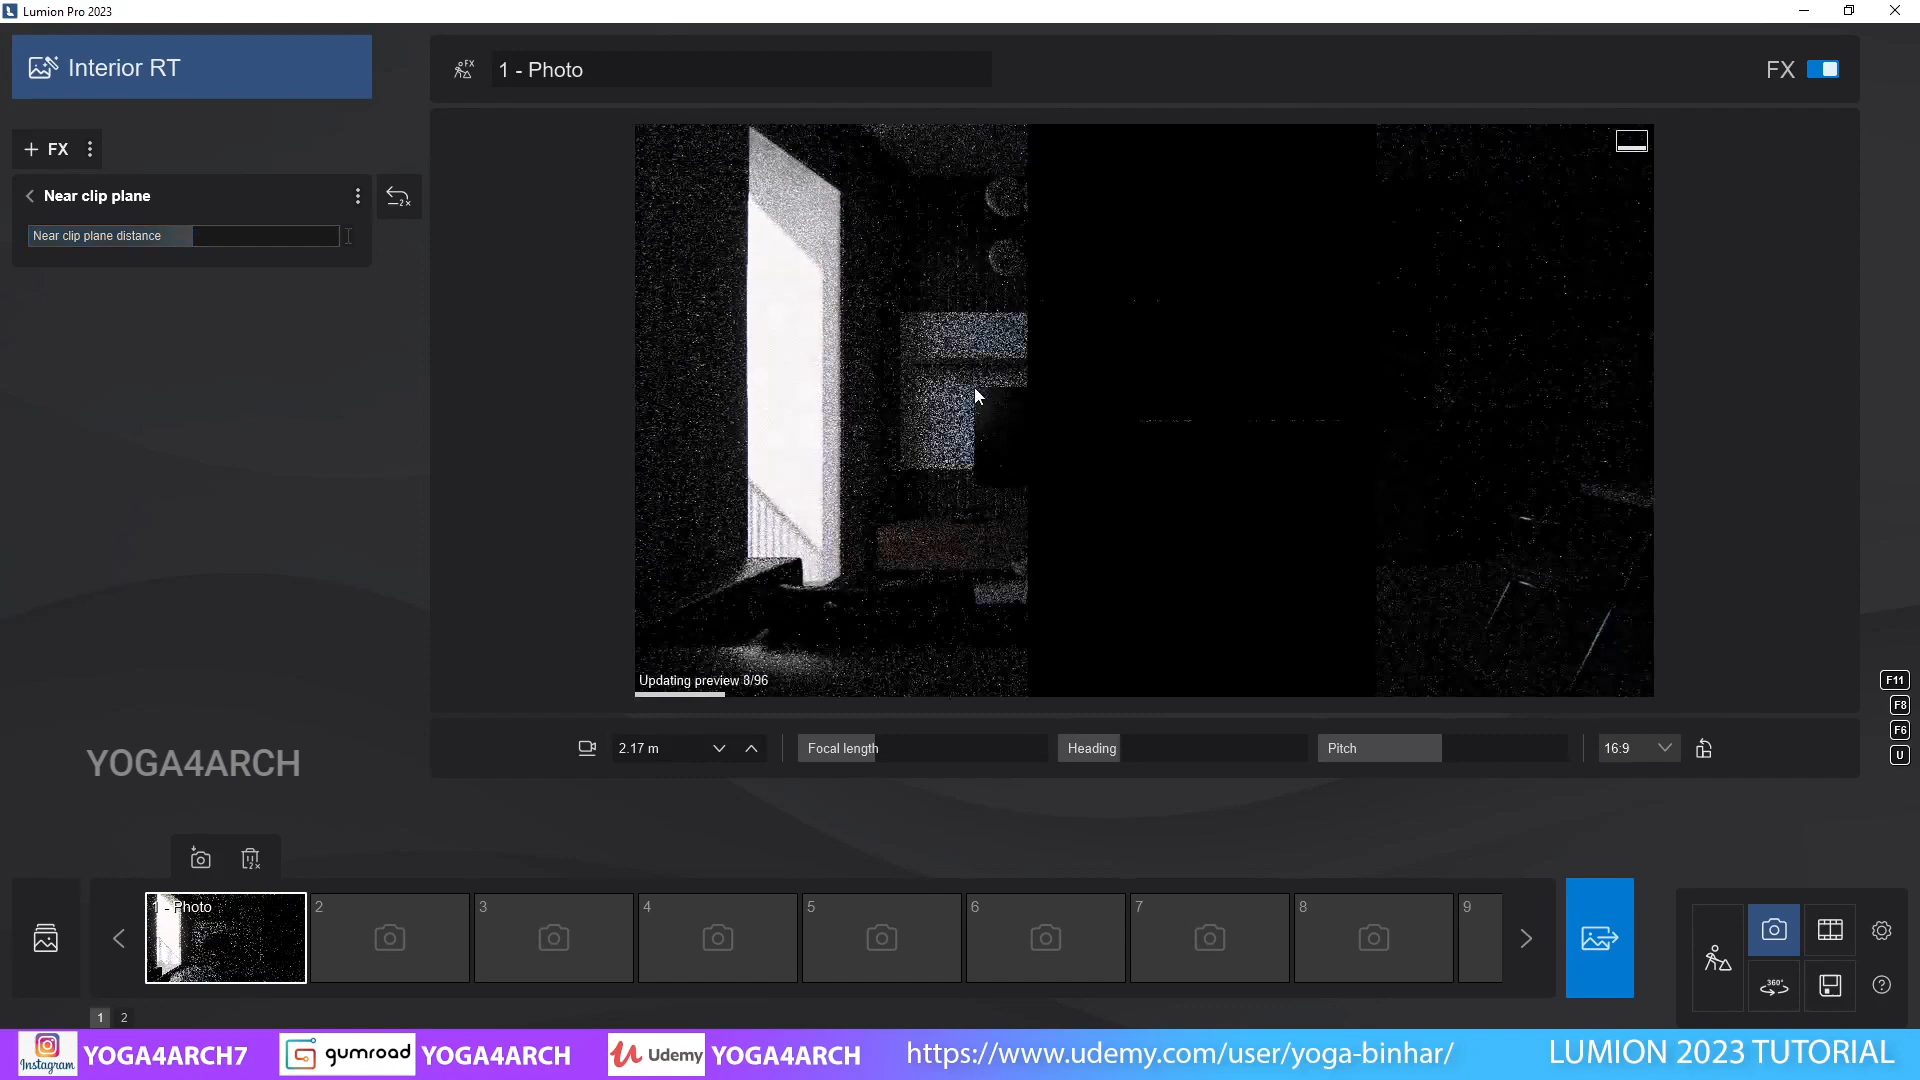 Lumion Pro 2023
Interior RT
1 - Photo
FX
+ FX
Near clip plane
Near clip plane distance
Updating preview 8/96
2.17 m
Focal length
Heading
Pitch
16:9
F11
F8
F6
U
YOGA4ARCH
1 - Photo
2
3
4
5
6
7
8
9
360°
1 2
Instagram YOGA4ARCH7 gumroad YOGA4ARCH Udemy YOGA4ARCH https://www.udemy.com/user/yoga-binhar/ LUMION 2023 TUTORIAL